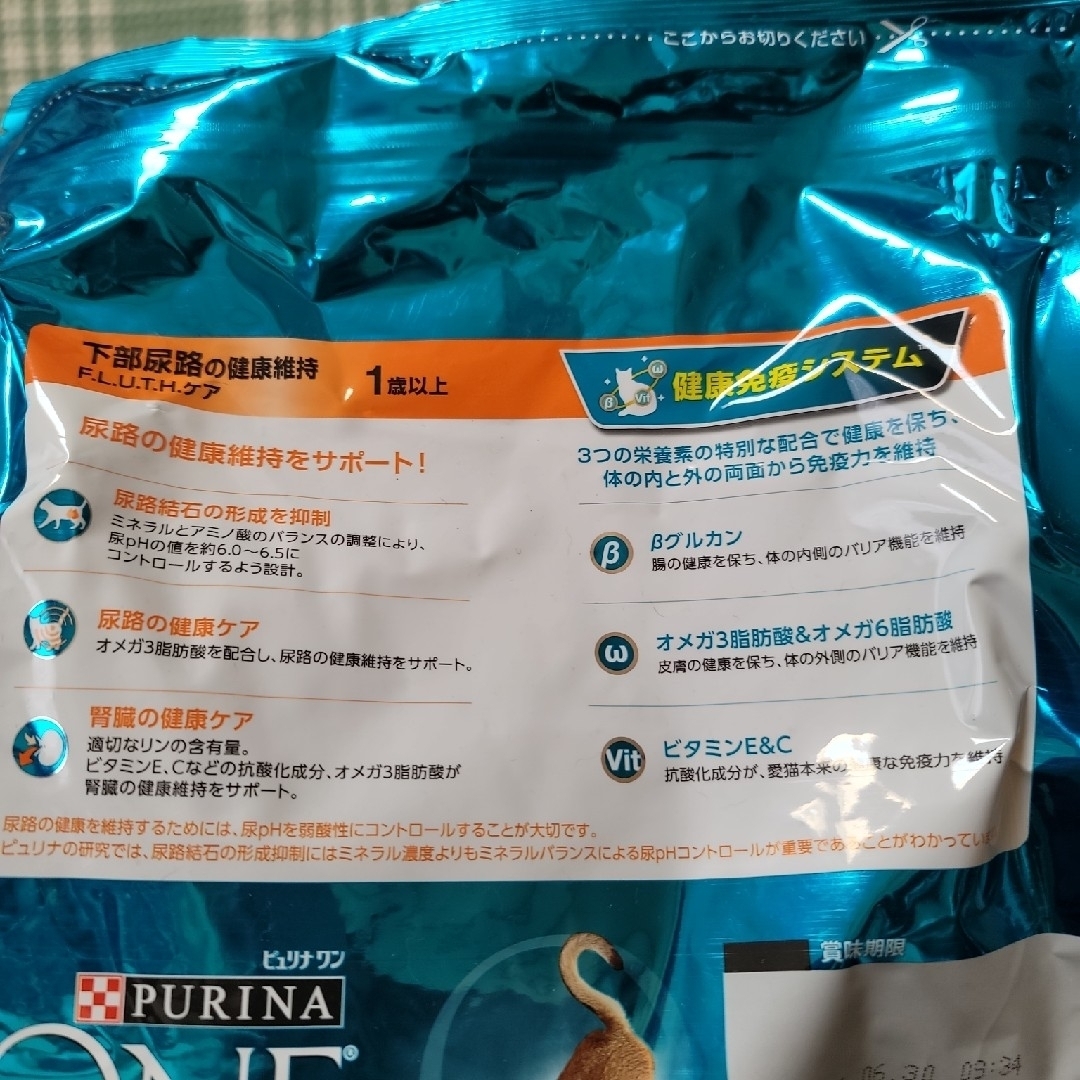 ここからお切りください
下部尿路の健康維持
F.L.U.T.H.ケア
1歳以上
尿路の健康維持をサポート!
尿路結石の形成を抑制
ミネラルとアミノ酸のバランスの調整により、
尿pHの値を約6.0~6.5に
コントロールするよう設計。
尿路の健康ケア
オメガ3脂肪酸を配合し、尿路の健康維持をサポート。
腎臓の健康ケア
適切なリンの含有量。
ビタミンE、Cなどの抗酸化成分、オメガ3脂肪酸が
腎臓の健康維持をサポート。
β Vit ω
健康免疫システム
3つの栄養素の特別な配合で健康を保ち、
体の内と外の両面から免疫力を維持
β
βグルカン
腸の健康を保ち、体の内側のバリア機能を維持
ω
オメガ3脂肪酸&オメガ6脂肪酸
皮膚の健康を保ち、体の外側のバリア機能を維持
Vit
ビタミンE&C
抗酸化成分が、愛猫本来の 康な免疫力を維持
尿路の健康を維持するためには、尿pHを弱酸性にコントロールすることが大切です。
ピュリナの研究では、尿路結石の形成抑制にはミネラル濃度よりもミネラルバランスによる尿pHコントロールが重要であることがわかってい
ピュリナ ワン
PURINA
ONE®
賞味期限
06.30 09:34